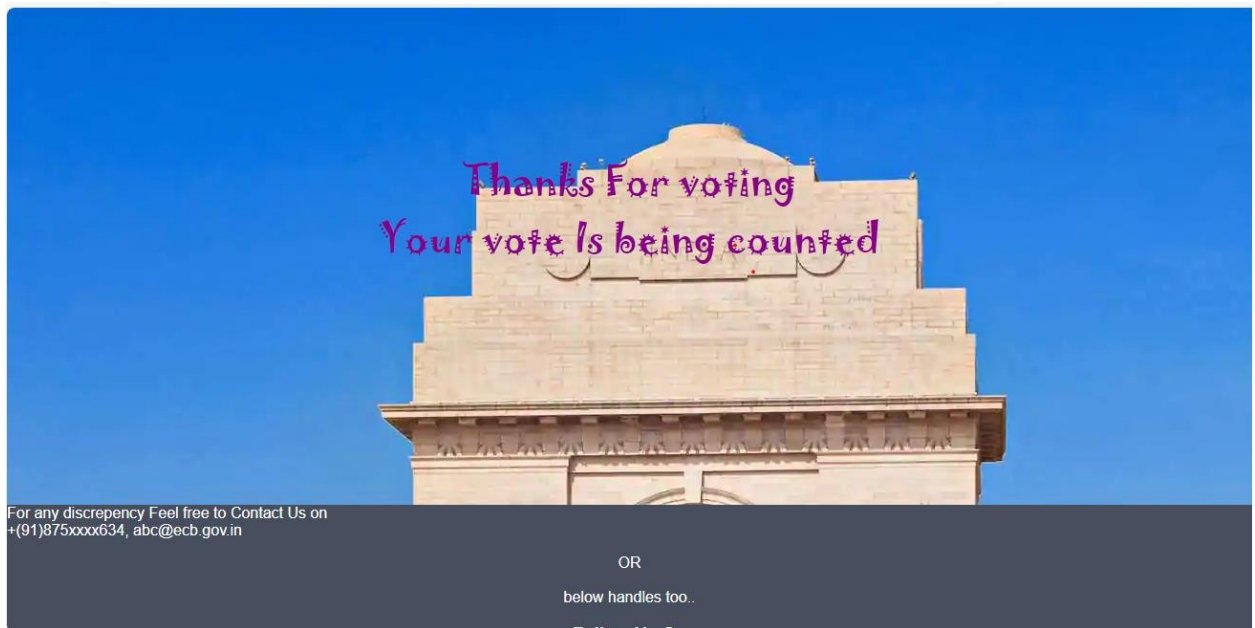 Thanks For voting
Your vote Is being counted
For any discrepency Feel free to Contact Us on
+(91)875xxxx634, abc@ecb.gov.in
OR
below handles too..